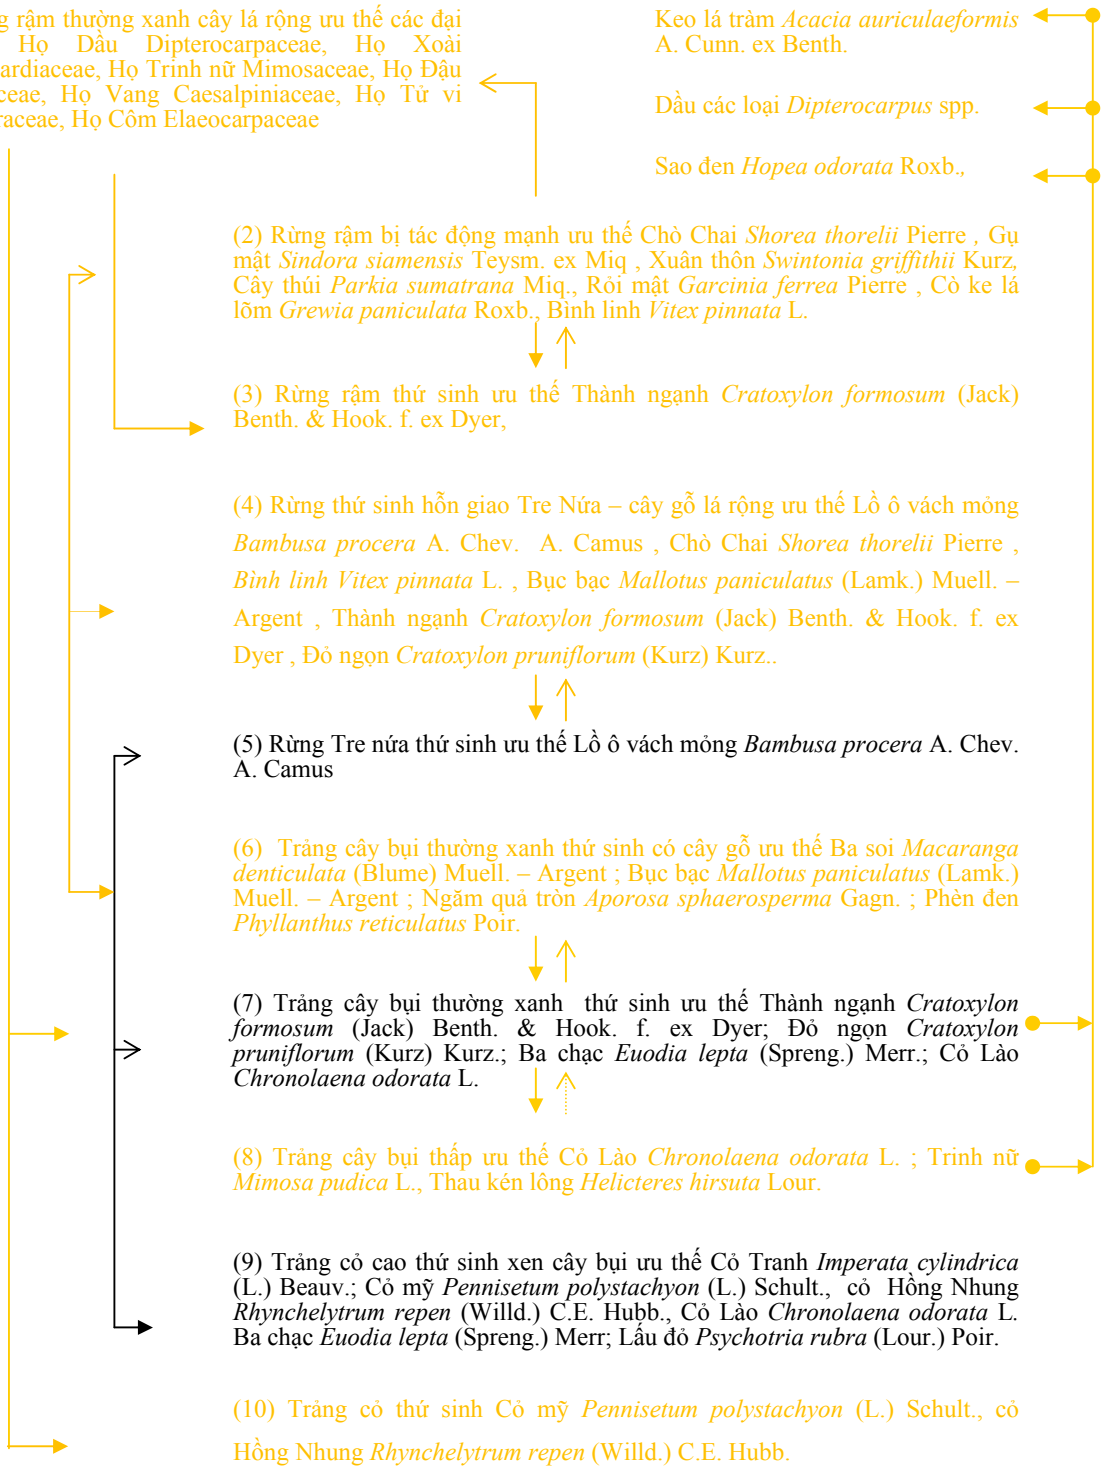 rậm thường xanh cây lá rộng ưu thế các đại
Họ Dầu Dipterocarpaceae, Họ Xoài
Họ Trinh nữ Mimosaceae, Họ Đậu
Họ Vang Caesalpiniaceae, Họ Tử vi
Họ Côm Elaeocarpaceae
Keo lá tràm Acacia auriculaeformis
A. Cunn. ex Benth.
Dầu các loại Dipterocarpus spp.
Sao đen Hopea odorata Roxb.,
(2) Rừng rậm bị tác động mạnh ưu thế Chò Chai Shorea thorelii Pierre , Gụ
mật Sindora siamensis Teysm. ex Miq , Xuân thôn Swintonia griffithii Kurz,
Cây thúi Parkia sumatrana Miq., Rỏi mật Garcinia ferrea Pierre , Cò ke lá
lõm Grewia paniculata Roxb., Bình linh Vitex pinnata L.
(3) Rừng rậm thứ sinh ưu thế Thành ngạnh Cratoxylon formosum (Jack)
Benth. & Hook. f. ex Dyer,
(4) Rừng thứ sinh hỗn giao Tre Nứa – cây gỗ lá rộng ưu thế Lồ ô vách mỏng
Bambusa procera A. Chev. A. Camus , Chò Chai Shorea thorelii Pierre ,
Bình linh Vitex pinnata L. , Bục bạc Mallotus paniculatus (Lamk.) Muell. –
Argent , Thành ngạnh Cratoxylon formosum (Jack) Benth. & Hook. f. ex
Dyer , Đỏ ngọn Cratoxylon pruniflorum (Kurz) Kurz..
(5) Rừng Tre nứa thứ sinh ưu thế Lồ ô vách mỏng Bambusa procera A. Chev.
A. Camus
(6) Trảng cây bụi thường xanh thứ sinh có cây gỗ ưu thế Ba soi Macaranga
denticulata (Blume) Muell. – Argent ; Bục bạc Mallotus paniculatus (Lamk.)
Muell. – Argent ; Ngăm quả tròn Aporosa sphaerosperma Gagn. ; Phèn đen
Phyllanthus reticulatus Poir.
(7) Trảng cây bụi thường xanh thứ sinh ưu thế Thành ngạnh Cratoxylon
formosum (Jack) Benth. & Hook. f. ex Dyer; Đỏ ngọn Cratoxylon
pruniflorum (Kurz) Kurz.; Ba chạc Euodia lepta (Spreng.) Merr.; Cỏ Lào
Chronolaena odorata L.
(8) Trảng cây bụi thấp ưu thế Cỏ Lào Chronolaena odorata L. ; Trinh nữ
Mimosa pudica L., Thau kén lông Helicteres hirsuta Lour.
(9) Trảng cỏ cao thứ sinh xen cây bụi ưu thế Cỏ Tranh Imperata cylindrica
(L.) Beauv.; Cỏ mỹ Pennisetum polystachyon (L.) Schult., cỏ Hồng Nhung
Rhynchelytrum repen (Willd.) C.E. Hubb., Cỏ Lào Chronolaena odorata L.
Ba chạc Euodia lepta (Spreng.) Merr; Lấu đỏ Psychotria rubra (Lour.) Poir.
(10) Trảng cỏ thứ sinh Cỏ mỹ Pennisetum polystachyon (L.) Schult., cỏ
Hồng Nhung Rhynchelytrum repen (Willd.) C.E. Hubb.